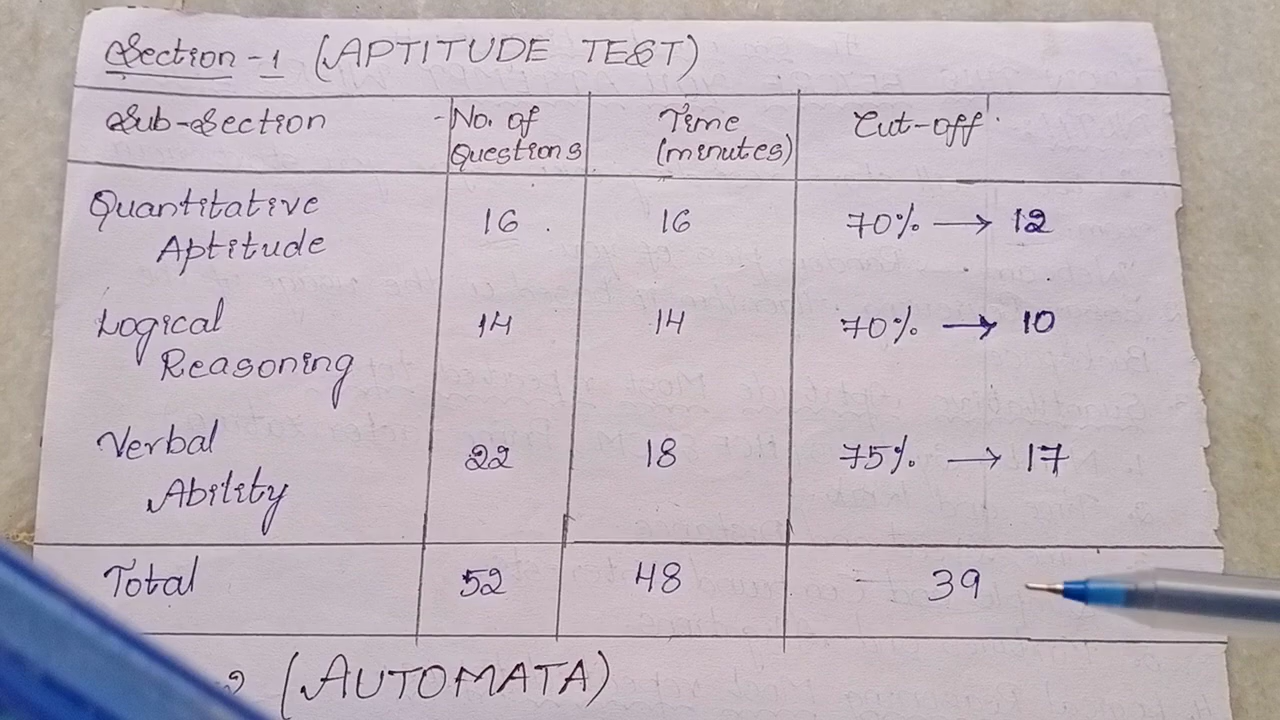 Section-1 (APTITUDE TEST)
Sub-Section No. of Questions Time (minutes) Cut-off
Quantitative Aptitude 16 16 70% → 12
Logical Reasoning 14 14 70% → 10
Verbal Ability 22 18 75% → 17
Total 52 48 39
2 (AUTOMATA)